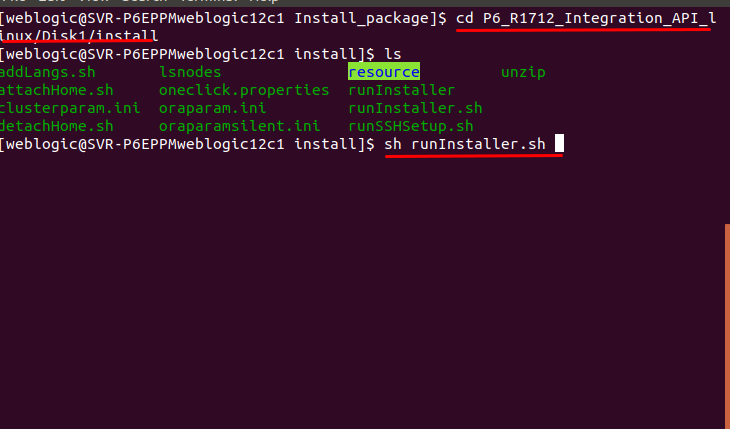 [weblogic@SVR-P6EPPMweblogic12c1 Install_package]$ cd P6_R1712_Integration_API_l
inux/Disk1/install
[weblogic@SVR-P6EPPMweblogic12c1 install]$ ls
addLangs.sh lsnodes resource unzip
attachHome.sh oneclick.properties runInstaller
clusterparam.ini oraparam.ini runInstaller.sh
detachHome.sh oraparamsilent.ini runSSHSetup.sh
[weblogic@SVR-P6EPPMweblogic12c1 install]$ sh runInstaller.sh